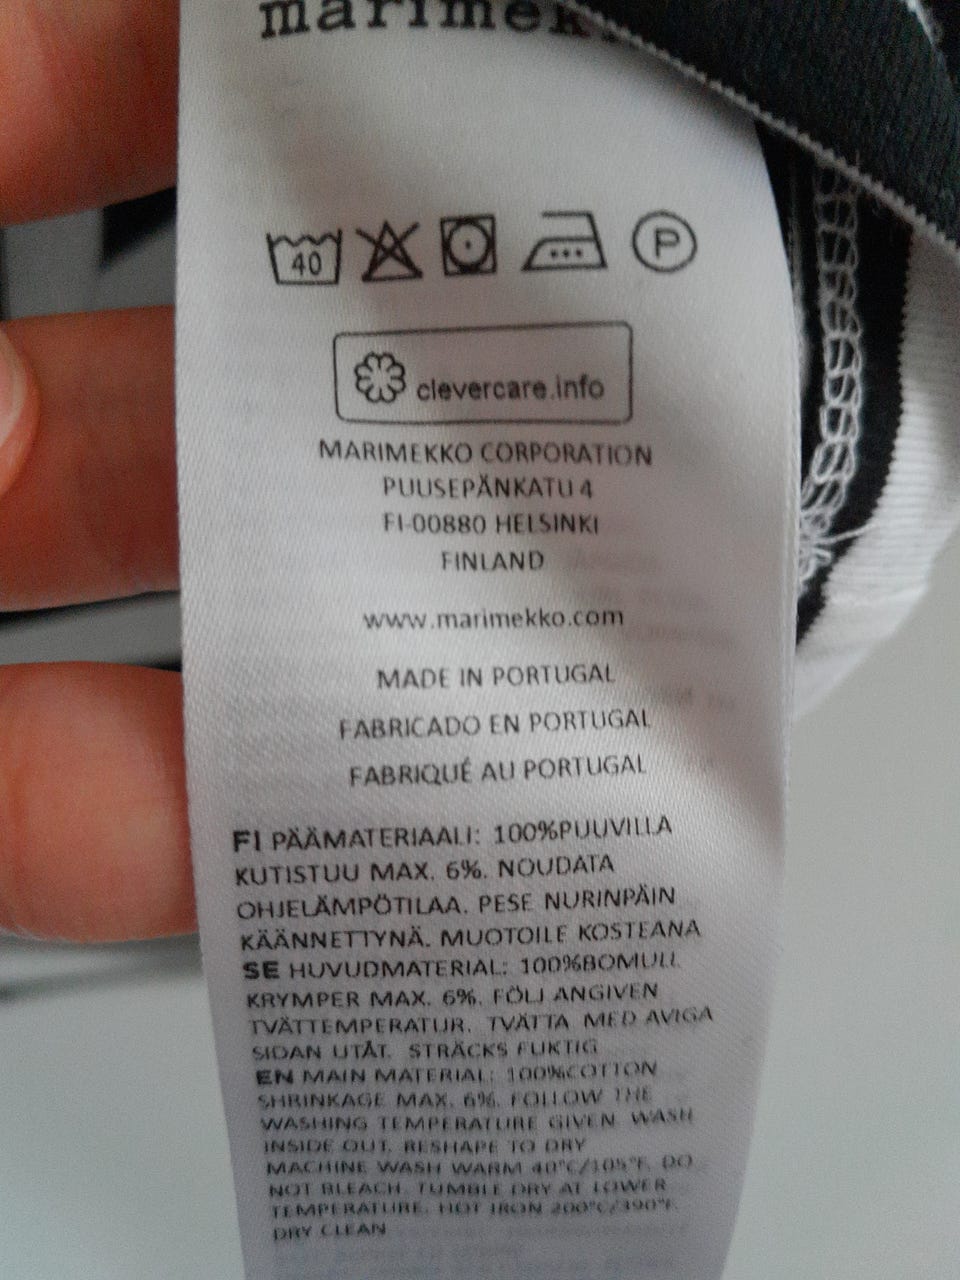 marimek
40
P
clevercare.info
MARIMEKKO CORPORATION
PUUSEPÄNKATU 4
FI-00880 HELSINKI
FINLAND
www.marimekko.com
MADE IN PORTUGAL
FABRICADO EN PORTUGAL
FABRIQUÉ AU PORTUGAL
FI PÄÄMATERIAALI: 100%PUUVILLA
KUTISTUU MAX. 6%. NOUDATA
OHJELÄMPÖTILAA. PESE NURINPÄIN
KÄÄNNETTYNÄ. MUOTOILE KOSTEANA
SE HUVUDMATERIAL: 100%BOMULL
KRYMPER MAX. 6%. FÖLJ ANGIVEN
TVÄTTEMPERATUR. TVÄTTA MED AVIGA
SIDAN UTÅT. STRÄCKS FUKTIG
EN MAIN MATERIAL: 100%COTTON
SHRINKAGE MAX. 6%. FOLLOW THE
WASHING TEMPERATURE GIVEN. WASH
INSIDE OUT. RESHAPE TO DRY
MACHINE WASH WARM 40°C/105°F. DO
NOT BLEACH. TUMBLE DRY AT LOWER
TEMPERATURE. HOT IRON 200°C/390°F.
DRY CLEAN